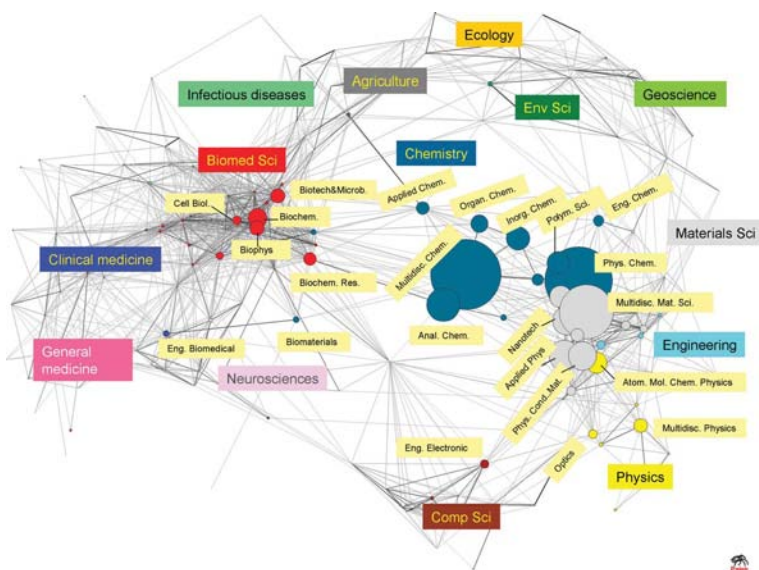 Ecology
Agriculture
Infectious diseases
Env Sci
Geoscience
Biomed Sci
Chemistry
Biotech&Microb.
Applied Chem.
Organ. Chem.
Inorg. Chem.
Polym. Sci.
Eng. Chem.
Cell Biol.
Biochem.
Biophys
Multidisc. Chem.
Materials Sci
Clinical medicine
Phys. Chem.
Biochem. Res.
Multidisc. Mat. Sci.
Anal. Chem.
Nanotech
Eng. Biomedical
Biomaterials
Engineering
General
medicine
Neurosciences
Applied Phys
Atom. Mol. Chem. Physics
Phys. Cond. Mat.
Multidisc. Physics
Eng. Electronic
Optics
Physics
Comp Sci